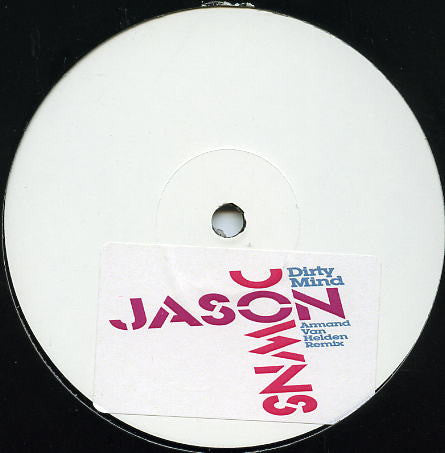 JASON
DOWNS
Dirty
Mind
Armand
Van
Helden
Remix